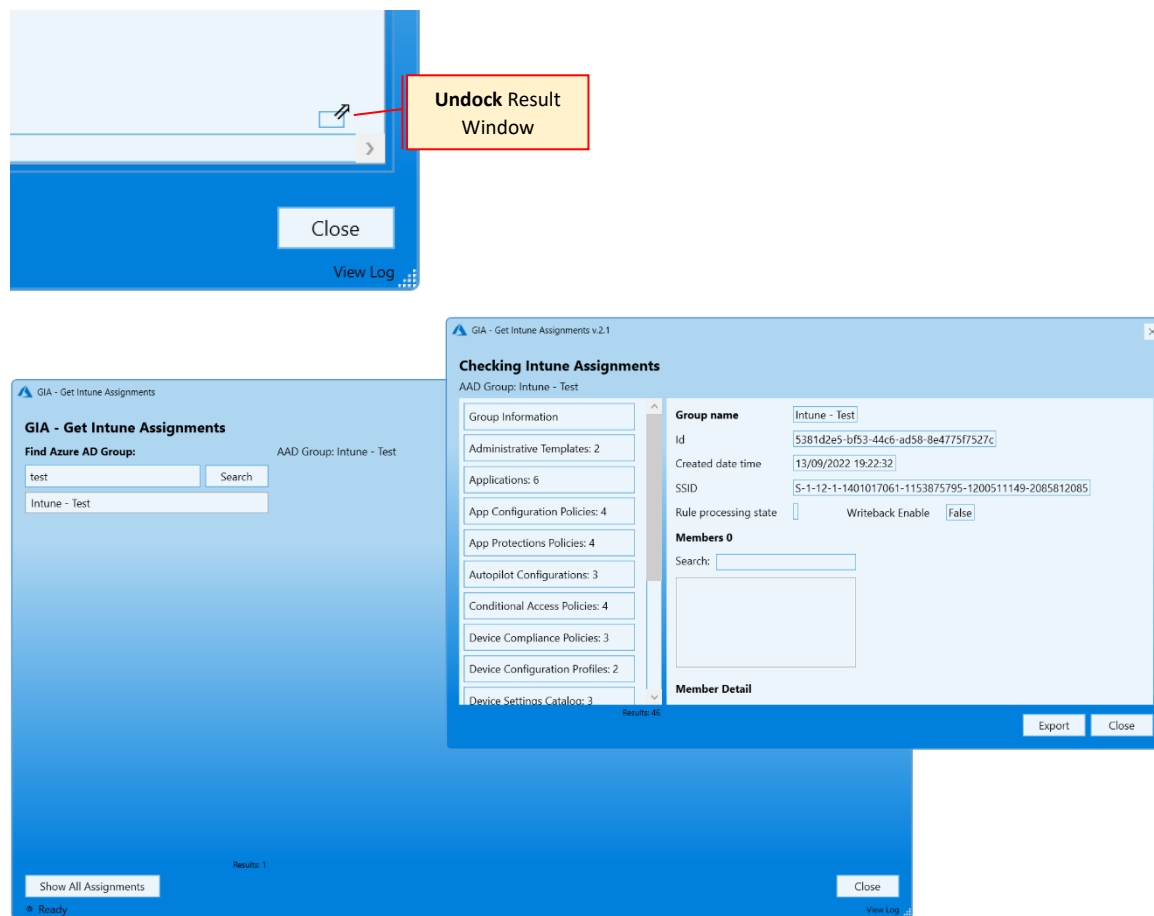 Undock Result
Window
Close
View Log
GIA - Get Intune Assignments v.2.1
Checking Intune Assignments
AAD Group: Intune - Test
Group Information
Administrative Templates: 2
Applications: 6
App Configuration Policies: 4
App Protections Policies: 4
Autopilot Configurations: 3
Conditional Access Policies: 4
Device Compliance Policies: 3
Device Configuration Profiles: 2
Device Settings Catalog: 3
Results: 46
Group name Intune - Test
Id 5381d2e5-bf53-44c6-ad58-8e4775f7527c
Created date time 13/09/2022 19:22:32
SSID S-1-12-1-1401017061-1153875795-1200511149-2085812085
Rule processing state Writeback Enable False
Members 0
Search:
Member Detail
Export Close
GIA - Get Intune Assignments
GIA - Get Intune Assignments
Find Azure AD Group: AAD Group: Intune - Test
test Search
Intune - Test
Results: 1
Show All Assignments Close
Ready View Log